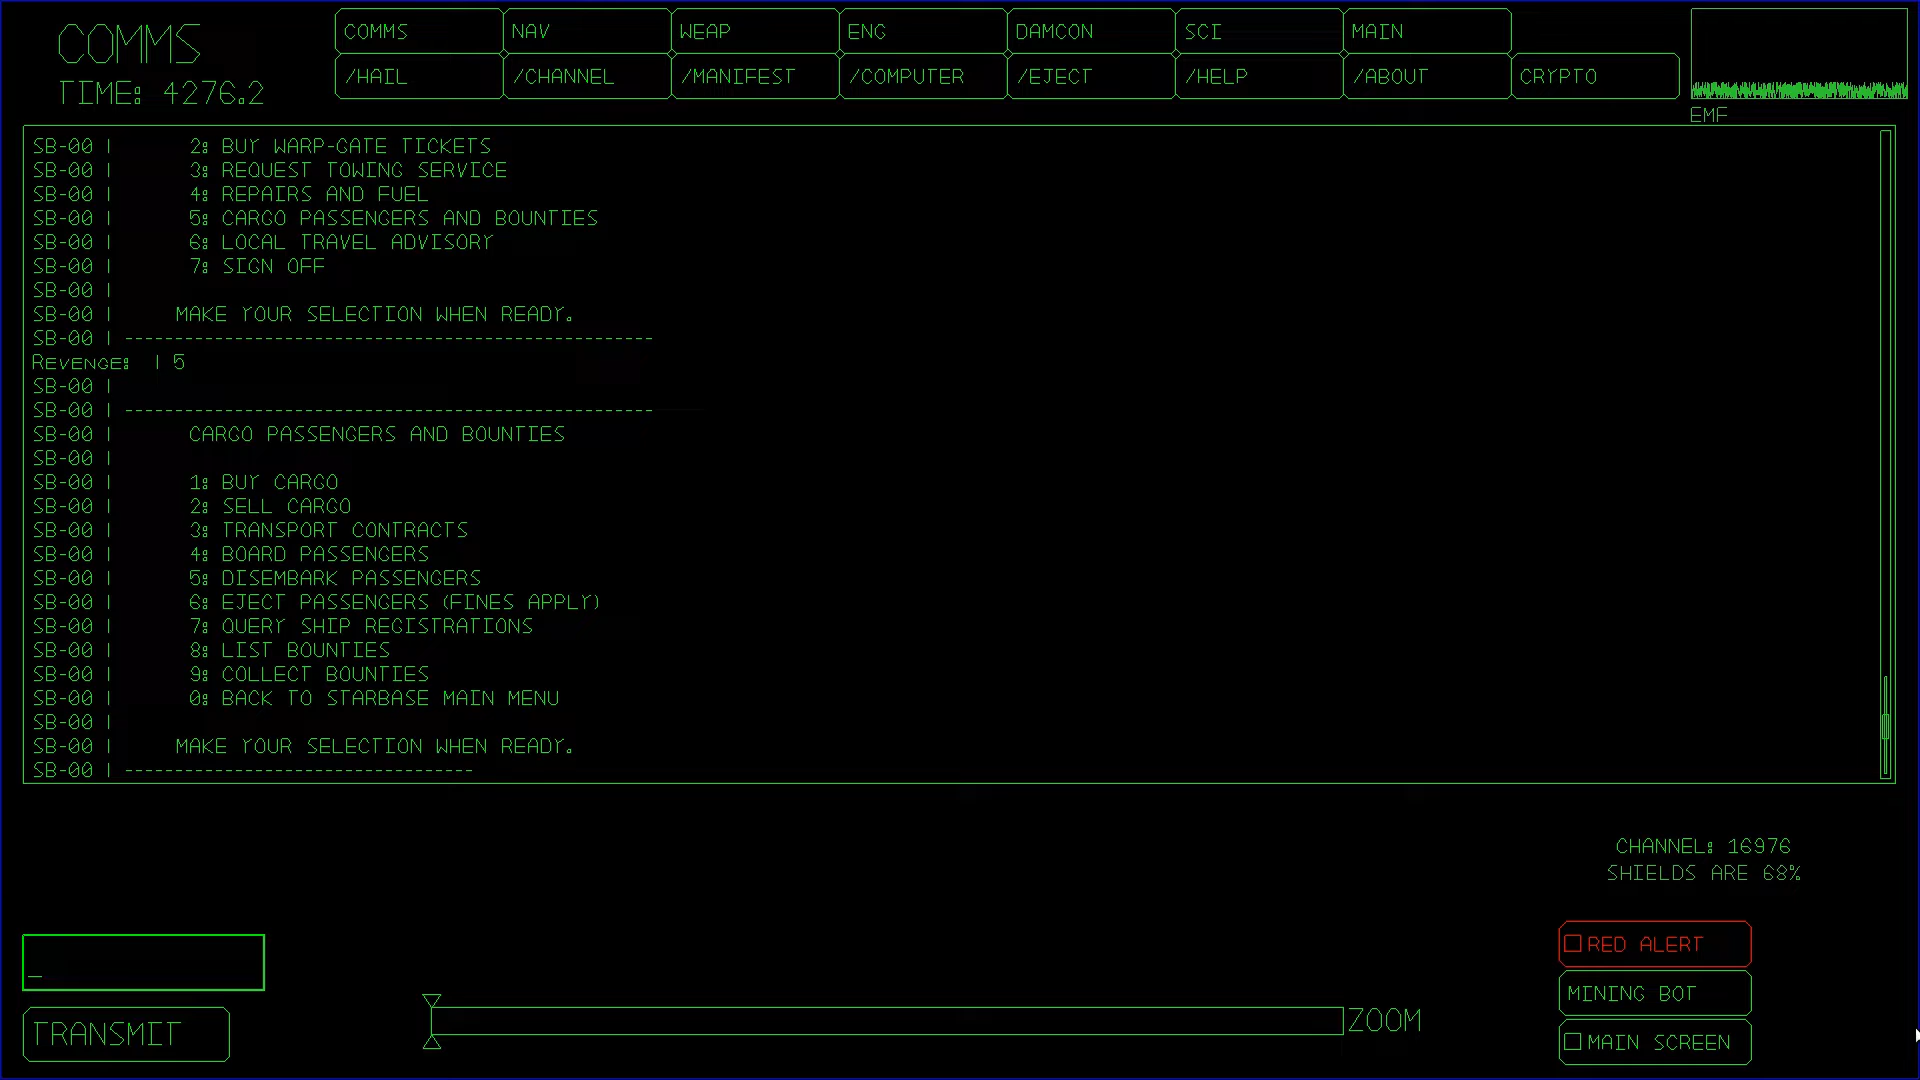 COMMS
TIME: 4276.2
COMMS NAV WEAP ENG DAMCON SCI MAIN
/HAIL /CHANNEL /MANIFEST /COMPUTER /EJECT /HELP /ABOUT CRYPTO
EMF
SB-00 | 2: BUY WARP-GATE TICKETS
SB-00 | 3: REQUEST TOWING SERVICE
SB-00 | 4: REPAIRS AND FUEL
SB-00 | 5: CARGO PASSENGERS AND BOUNTIES
SB-00 | 6: LOCAL TRAVEL ADVISORY
SB-00 | 7: SIGN OFF
SB-00 |
SB-00 | MAKE YOUR SELECTION WHEN READY.
SB-00 | ---------------------------------------------------
REVENGE: | 5
SB-00 |
SB-00 | ---------------------------------------------------
SB-00 | CARGO PASSENGERS AND BOUNTIES
SB-00 |
SB-00 | 1: BUY CARGO
SB-00 | 2: SELL CARGO
SB-00 | 3: TRANSPORT CONTRACTS
SB-00 | 4: BOARD PASSENGERS
SB-00 | 5: DISEMBARK PASSENGERS
SB-00 | 6: EJECT PASSENGERS (FINES APPLY)
SB-00 | 7: QUERY SHIP REGISTRATIONS
SB-00 | 8: LIST BOUNTIES
SB-00 | 9: COLLECT BOUNTIES
SB-00 | 0: BACK TO STARBASE MAIN MENU
SB-00 |
SB-00 | MAKE YOUR SELECTION WHEN READY.
SB-00 | ----------------------------------
CHANNEL: 16976
SHIELDS ARE 68%
RED ALERT
MINING BOT
MAIN SCREEN
_
TRANSMIT
ZOOM